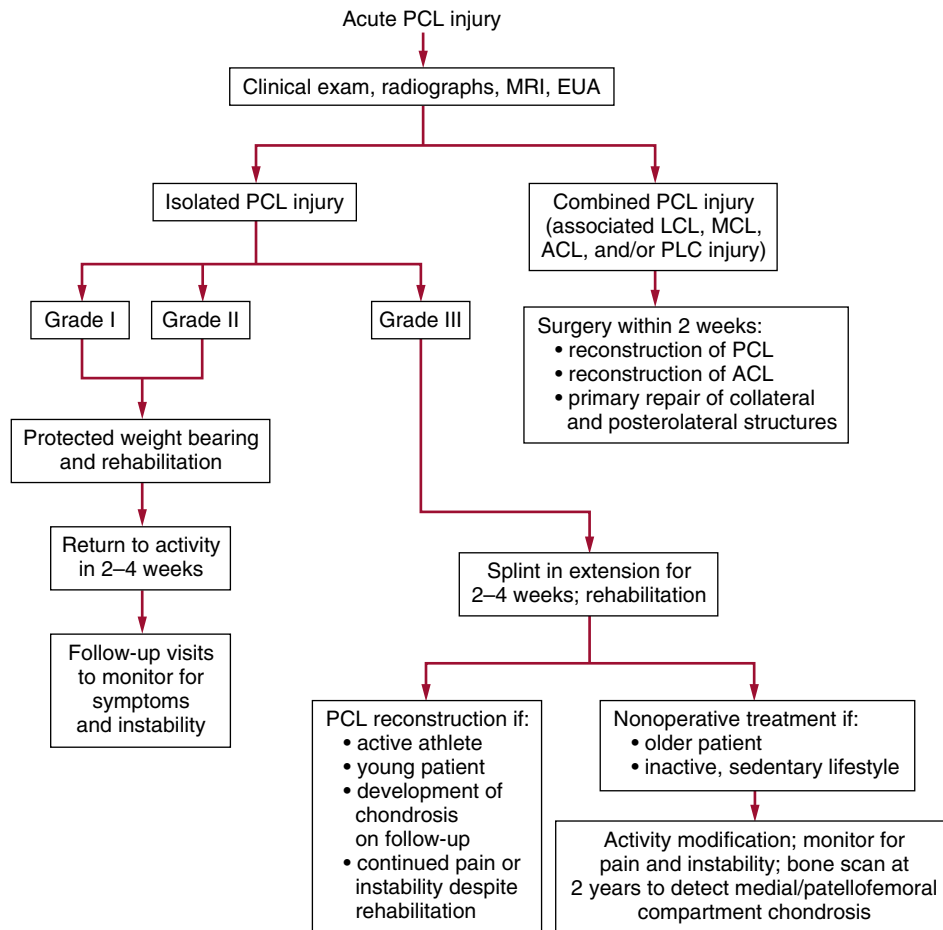 Acute PCL injury
Clinical exam, radiographs, MRI, EUA
Isolated PCL injury
Combined PCL injury
(associated LCL, MCL,
ACL, and/or PLC injury)
Grade I
Grade II
Grade III
Surgery within 2 weeks:
• reconstruction of PCL
• reconstruction of ACL
• primary repair of collateral
and posterolateral structures
Protected weight bearing
and rehabilitation
Return to activity
in 2–4 weeks
Follow-up visits
to monitor for
symptoms
and instability
Splint in extension for
2–4 weeks; rehabilitation
PCL reconstruction if:
• active athlete
• young patient
• development of
chondrosis
on follow-up
• continued pain or
instability despite
rehabilitation
Nonoperative treatment if:
• older patient
• inactive, sedentary lifestyle
Activity modification; monitor for
pain and instability; bone scan at
2 years to detect medial/patellofemoral
compartment chondrosis